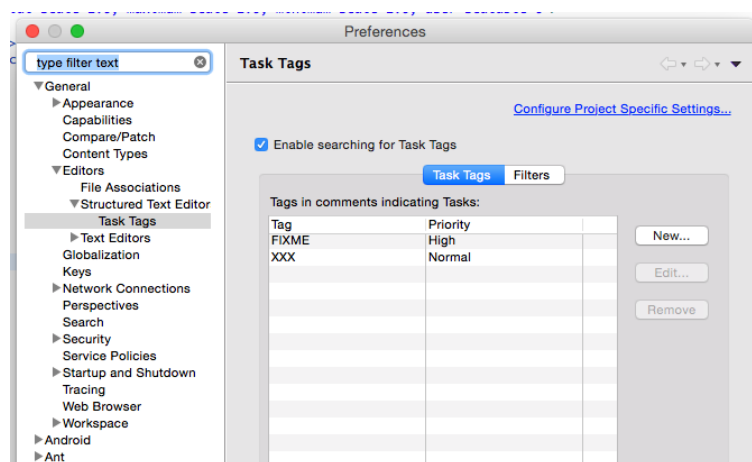 Preferences
type filter text
Task Tags
General
Appearance
Capabilities
Compare/Patch
Content Types
Editors
File Associations
Structured Text Editor
Task Tags
Text Editors
Globalization
Keys
Network Connections
Perspectives
Search
Security
Service Policies
Startup and Shutdown
Tracing
Web Browser
Workspace
Android
Ant
Configure Project Specific Settings...
Enable searching for Task Tags
Task Tags Filters
Tags in comments indicating Tasks:
Tag Priority
FIXME High
XXX Normal
New...
Edit...
Remove